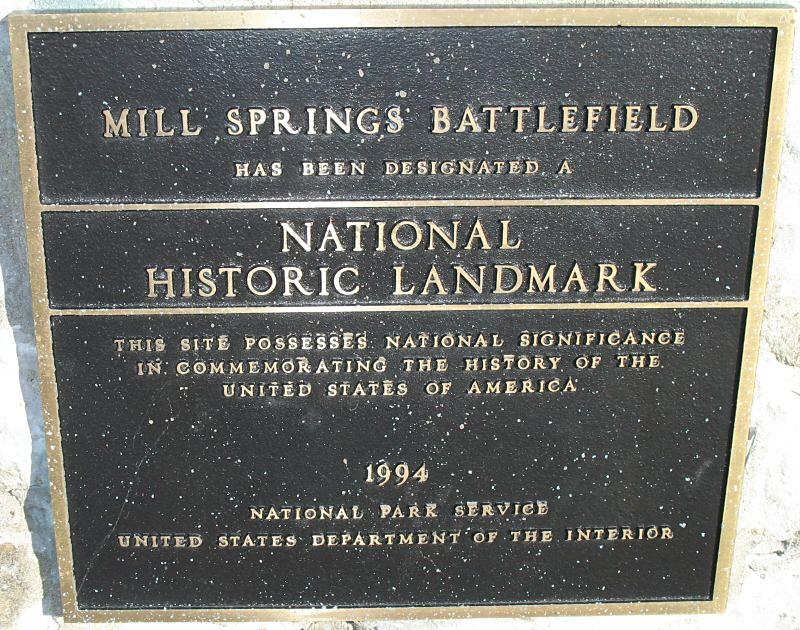 MILL SPRINGS BATTLEFIELD
HAS BEEN DESIGNATED A
NATIONAL
HISTORIC LANDMARK
THIS SITE POSSESSES NATIONAL SIGNIFICANCE
IN COMMEMORATING THE HISTORY OF THE
UNITED STATES OF AMERICA
1994
NATIONAL PARK SERVICE
UNITED STATES DEPARTMENT OF THE INTERIOR